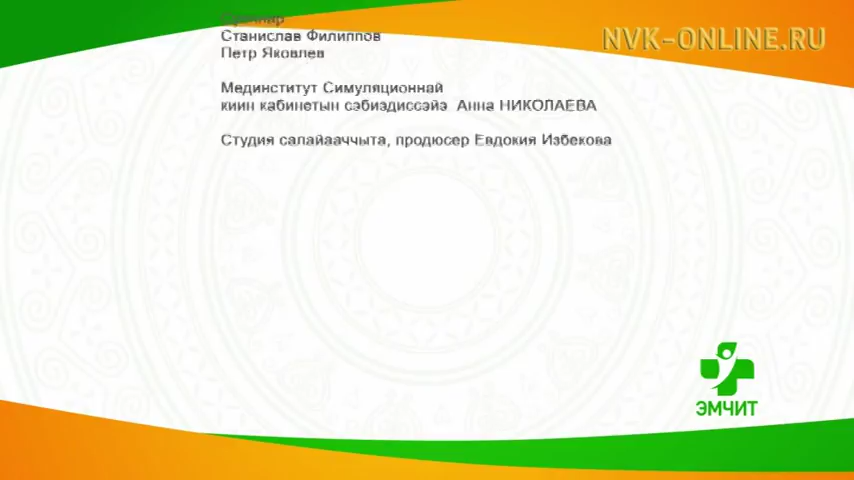 NVK-ONLINE.RU
Станислав Филиппов
Петр Яковлев
Мединститут Симуляционнай
киин кабинетын сэбиэдиссэйэ Анна НИКОЛАЕВА
Студия салайааччыта, продюсер Евдокия Избекова
ЭМЧИТ